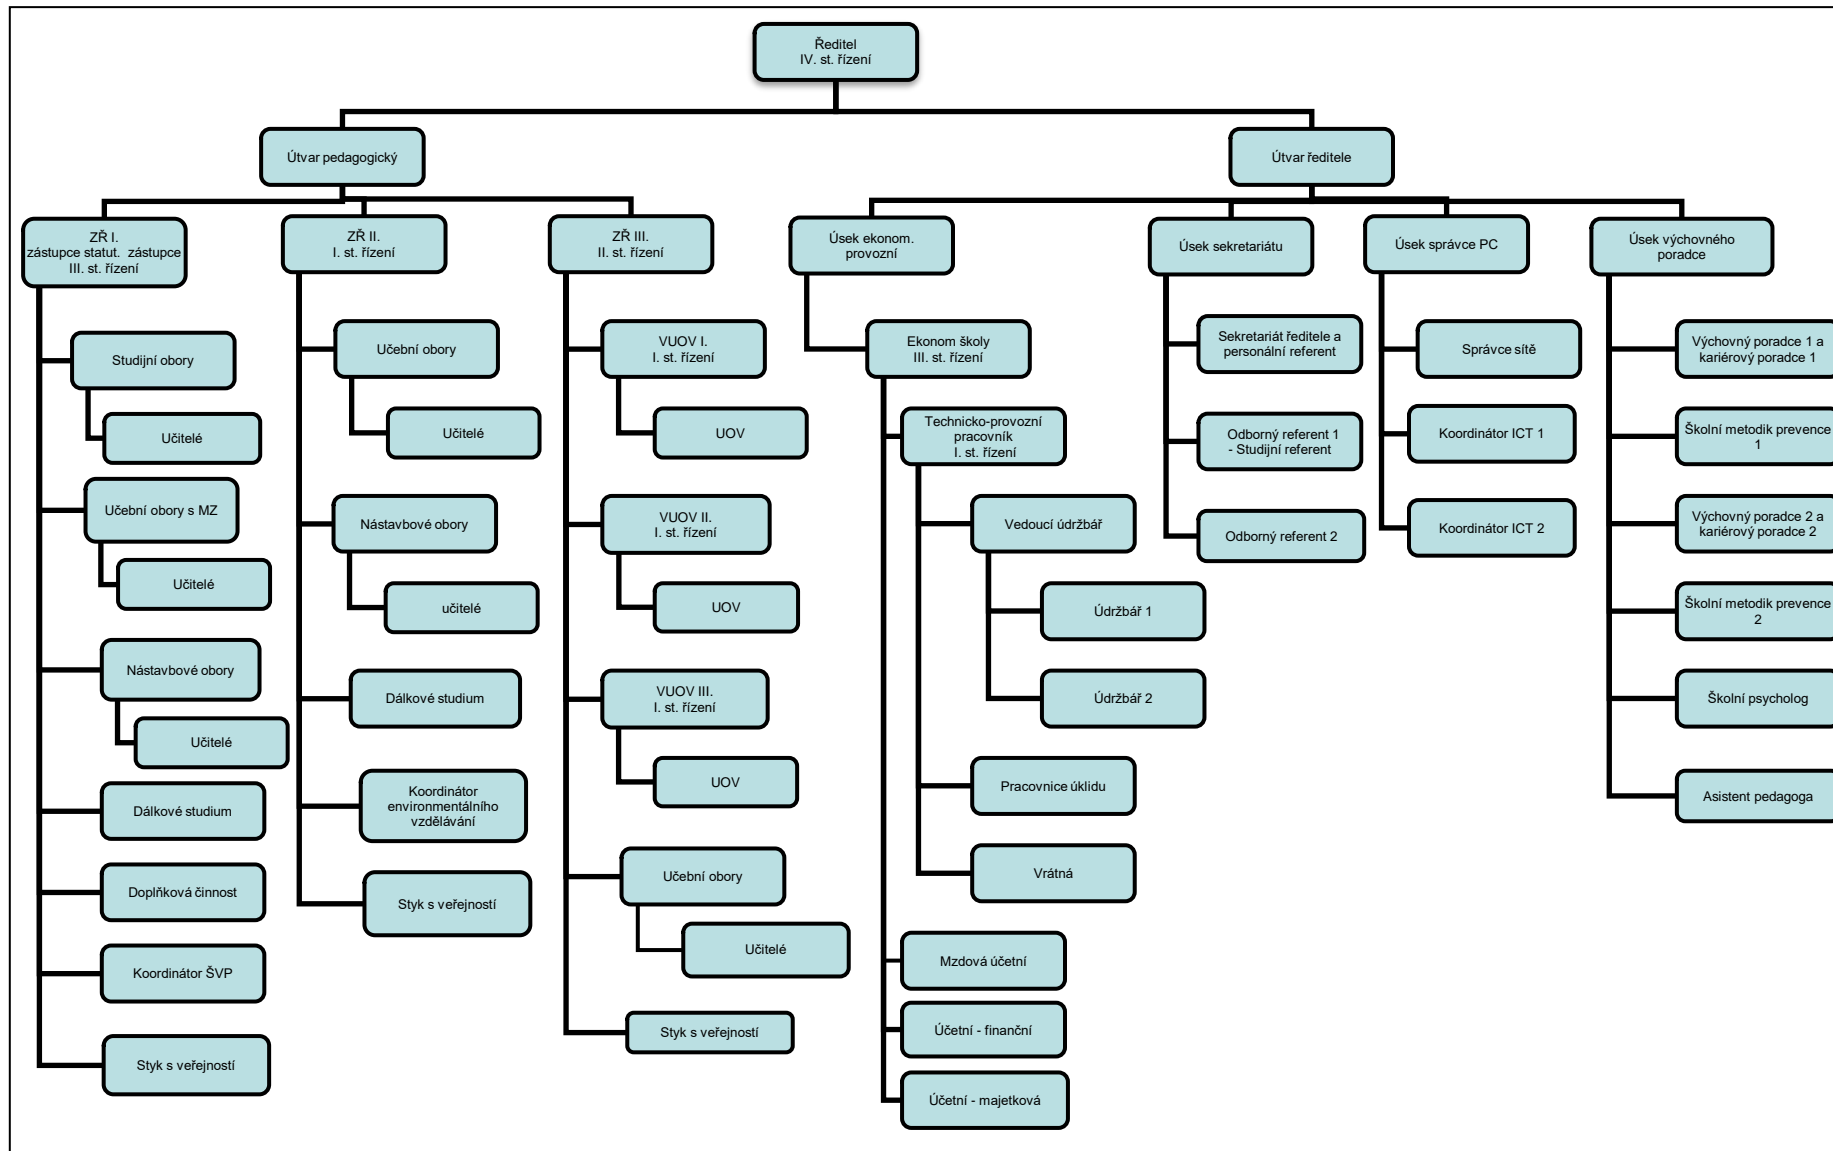 Ředitel
IV. st. řízení
Útvar pedagogický
Útvar ředitele
ZŘ I.
zástupce statut. zástupce
III. st. řízení
ZŘ II.
I. st. řízení
ZŘ III.
II. st. řízení
Úsek ekonom.
provozní
Úsek sekretariátu
Úsek správce PC
Úsek výchovného
poradce
Studijní obory
Učitelé
Učební obory s MZ
Učitelé
Nástavbové obory
Učitelé
Dálkové studium
Doplňková činnost
Koordinátor ŠVP
Styk s veřejností
Učební obory
Učitelé
Nástavbové obory
učitelé
Dálkové studium
Koordinátor
environmentálního
vzdělávání
Styk s veřejností
VUOV I.
I. st. řízení
UOV
VUOV II.
I. st. řízení
UOV
VUOV III.
I. st. řízení
UOV
Učební obory
Učitelé
Styk s veřejností
Ekonom školy
III. st. řízení
Technicko-provozní
pracovník
I. st. řízení
Vedoucí údržbář
Údržbář 1
Údržbář 2
Pracovnice úklidu
Vrátná
Mzdová účetní
Účetní - finanční
Účetní - majetková
Sekretariát ředitele a
personální referent
Odborný referent 1
- Studijní referent
Odborný referent 2
Správce sítě
Koordinátor ICT 1
Koordinátor ICT 2
Výchovný poradce 1 a
kariérový poradce 1
Školní metodik prevence
1
Výchovný poradce 2 a
kariérový poradce 2
Školní metodik prevence
2
Školní psycholog
Asistent pedagoga